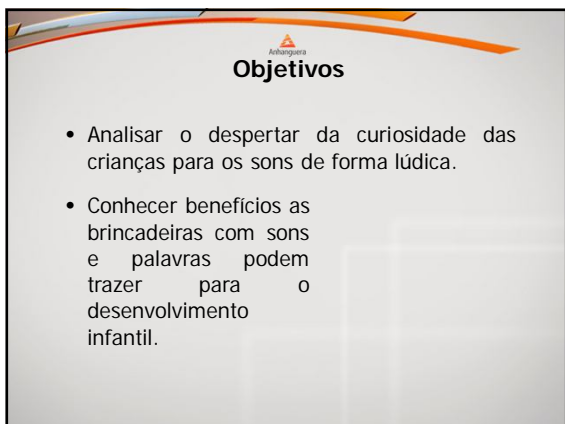 Anhanguera
Objetivos
• Analisar o despertar da curiosidade das
crianças para os sons de forma lúdica.
• Conhecer benefícios as
brincadeiras com sons
e palavras podem
trazer para o
desenvolvimento
infantil.